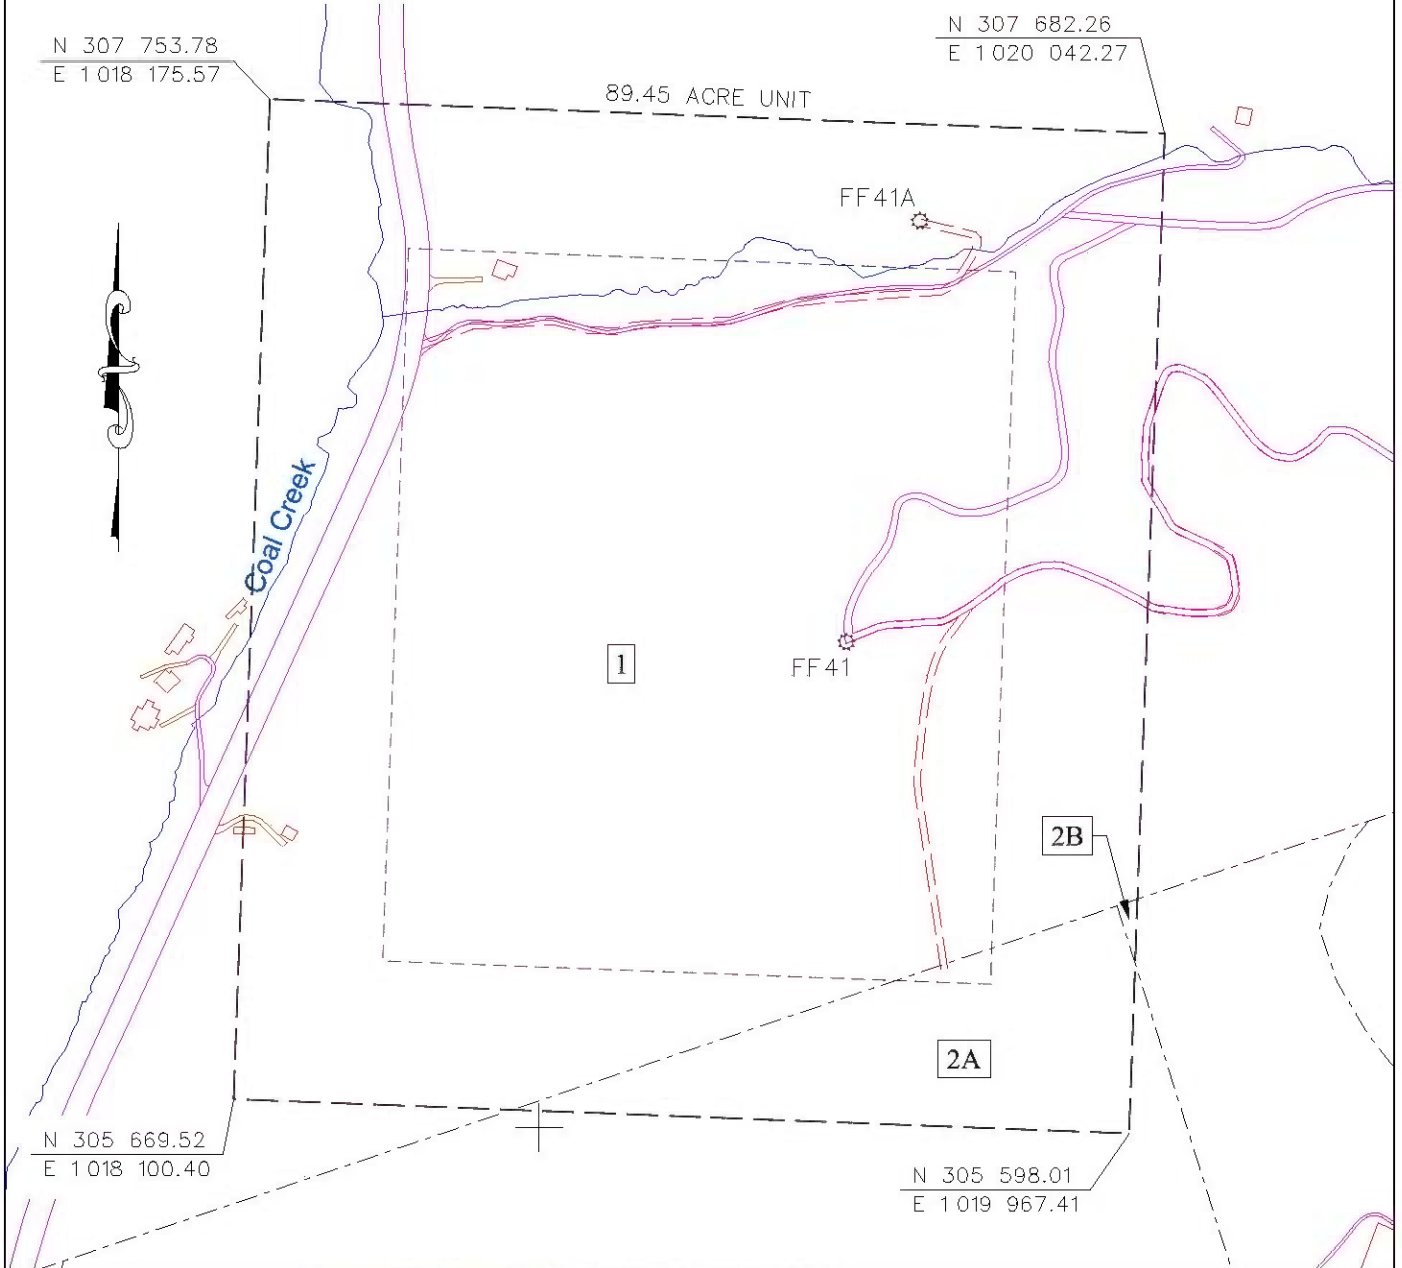 N 307 682.26
E 1 020 042.27
N 307 753.78
E 1 018 175.57
89.45 ACRE UNIT
FF41A
Coal Creek
1
FF41
2B
2A
N 305 669.52
E 1 018 100.40
N 305 598.01
E 1 019 967.41